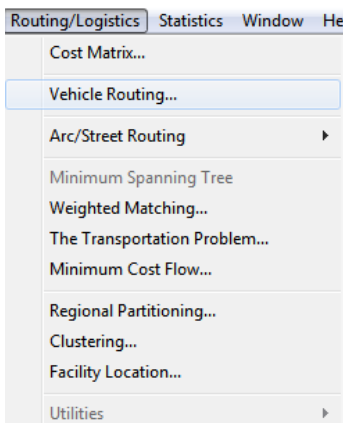 Routing/Logistics Statistics Window He
Cost Matrix...
Vehicle Routing...
Arc/Street Routing
Minimum Spanning Tree
Weighted Matching...
The Transportation Problem...
Minimum Cost Flow...
Regional Partitioning...
Clustering...
Facility Location...
Utilities